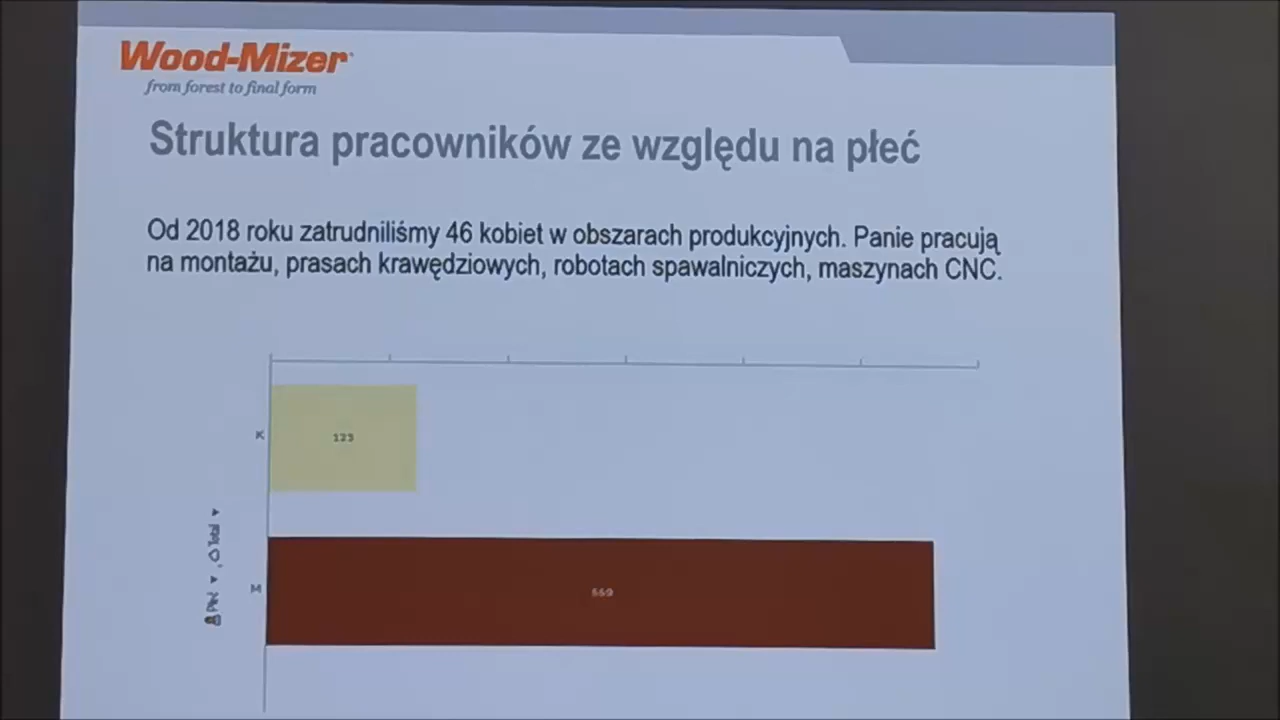 Wood-Mizer
from forest to final form
Struktura pracowników ze względu na płeć
Od 2018 roku zatrudniliśmy 46 kobiet w obszarach produkcyjnych. Panie pracują
na montażu, prasach krawędziowych, robotach spawalniczych, maszynach CNC.
K
123
M
Total